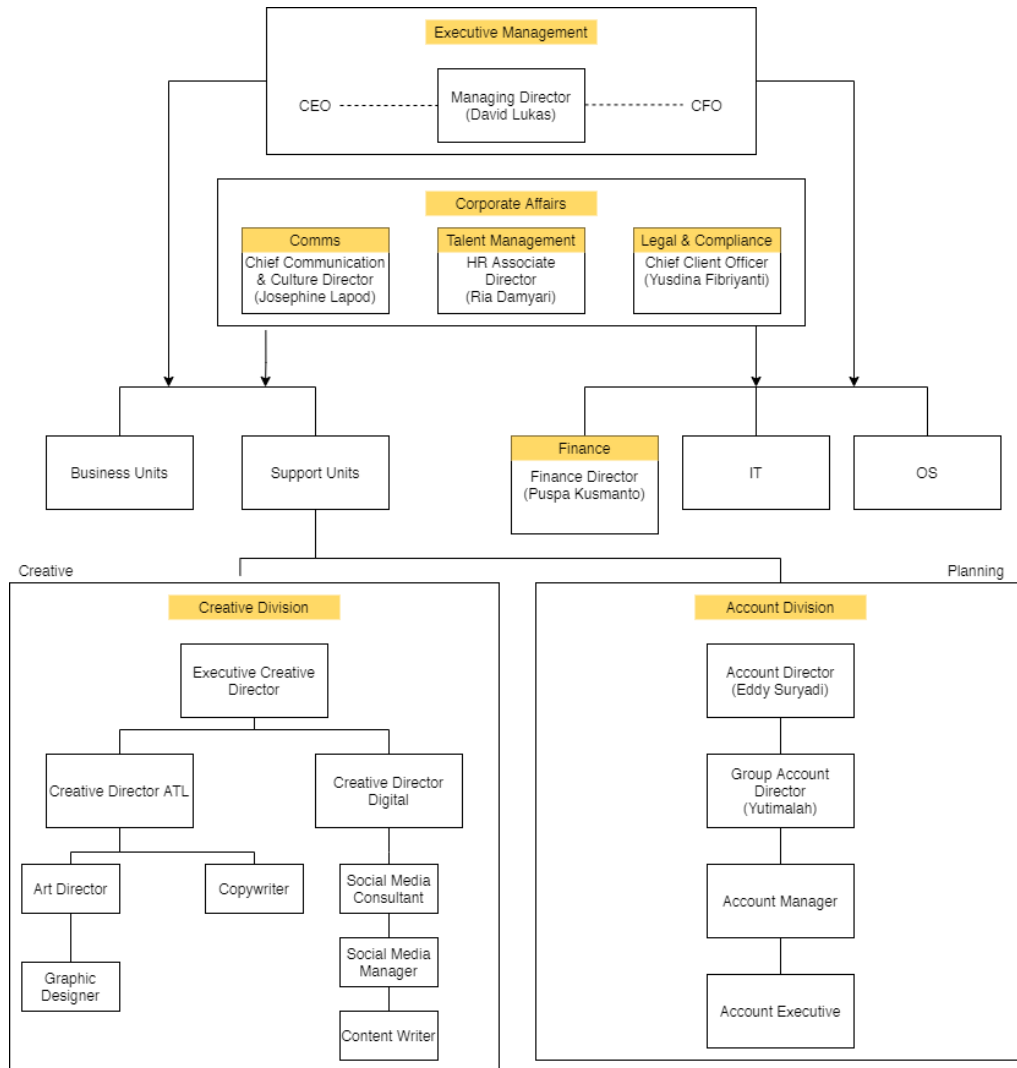 Executive Management
CEO
Managing Director
(David Lukas)
CFO
Corporate Affairs
Comms
Chief Communication
& Culture Director
(Josephine Lapod)
Talent Management
HR Associate
Director
(Ria Damyari)
Legal & Compliance
Chief Client Officer
(Yusdina Fibriyanti)
Business Units
Support Units
Finance
Finance Director
(Puspa Kusmanto)
IT
OS
Creative
Planning
Creative Division
Executive Creative
Director
Creative Director ATL
Creative Director
Digital
Art Director
Copywriter
Social Media
Consultant
Graphic
Designer
Social Media
Manager
Content Writer
Account Division
Account Director
(Eddy Suryadi)
Group Account
Director
(Yutimalah)
Account Manager
Account Executive